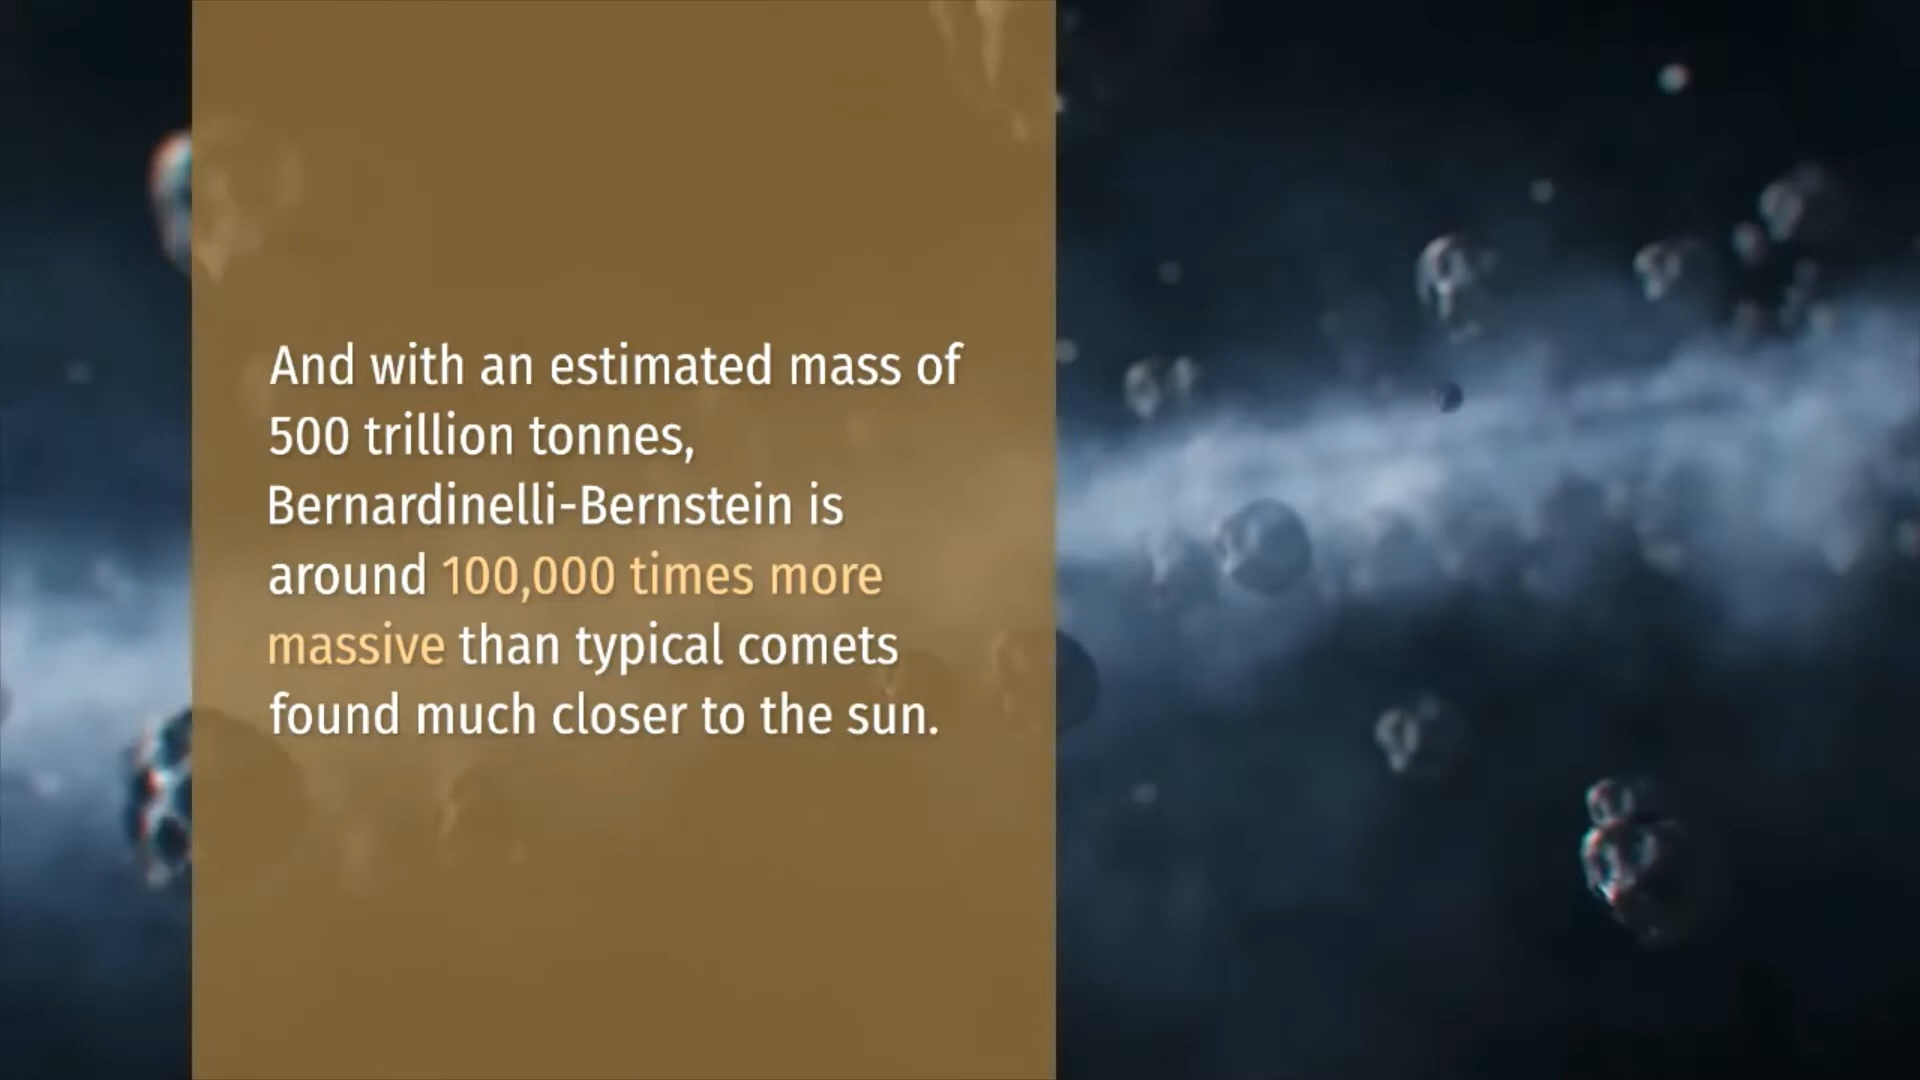 And with an estimated mass of
500 trillion tonnes,
Bernardinelli-Bernstein is
around 100,000 times more
massive than typical comets
found much closer to the sun.